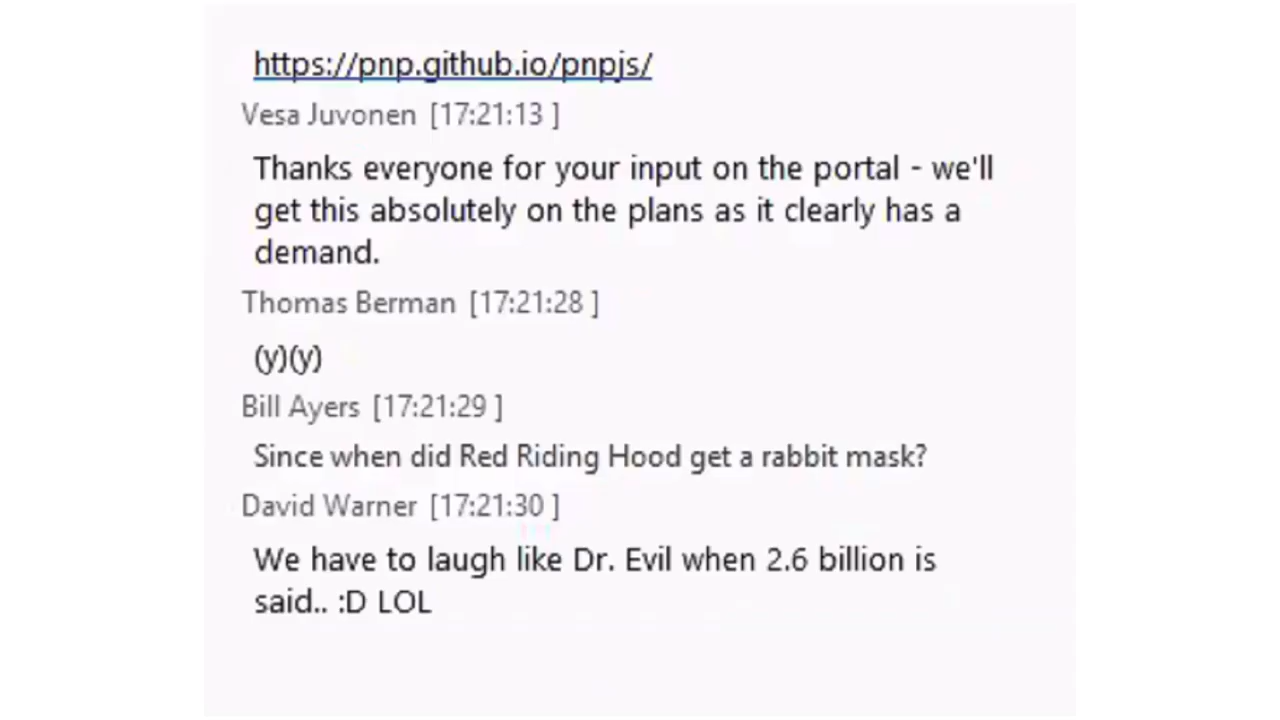 https://pnp.github.io/pnpjs/
Vesa Juvonen [17:21:13 ]
Thanks everyone for your input on the portal - we'll
get this absolutely on the plans as it clearly has a
demand.
Thomas Berman [17:21:28 ]
(y)(y)
Bill Ayers [17:21:29 ]
Since when did Red Riding Hood get a rabbit mask?
David Warner [17:21:30 ]
We have to laugh like Dr. Evil when 2.6 billion is
said.. :D LOL